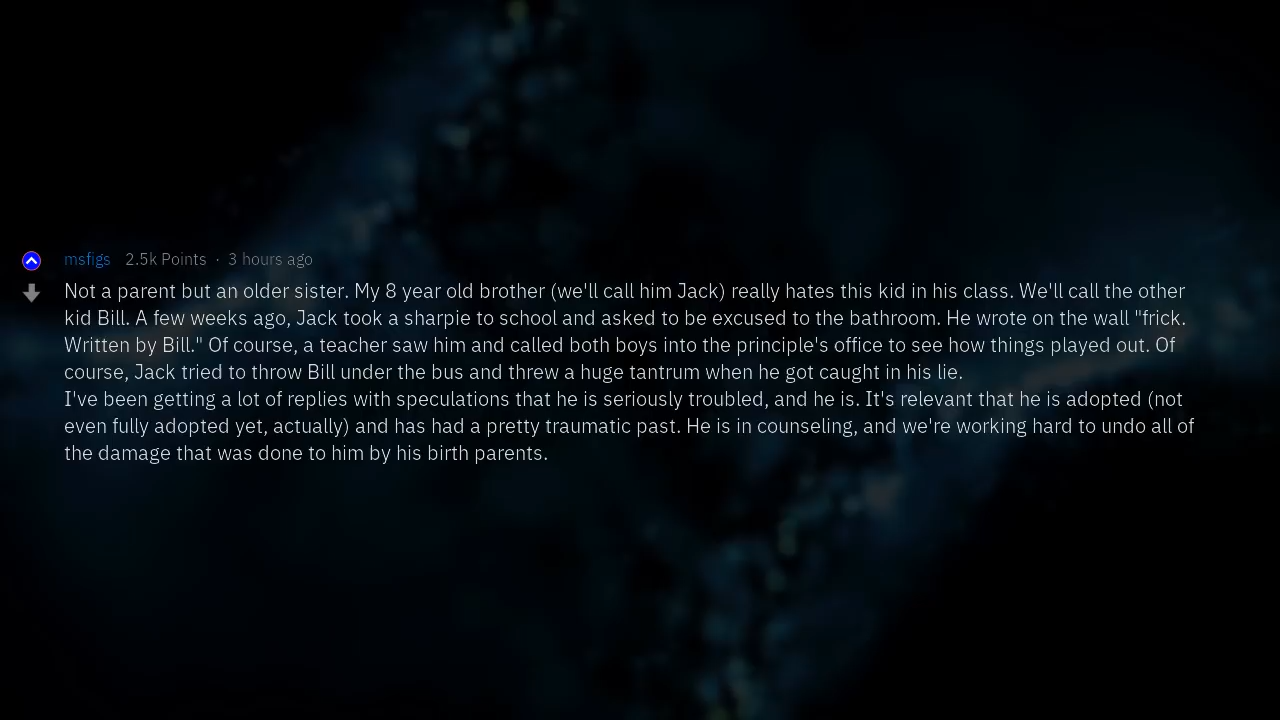 msfigs 2.5k Points · 3 hours ago
Not a parent but an older sister. My 8 year old brother (we'll call him Jack) really hates this kid in his class. We'll call the other
kid Bill. A few weeks ago, Jack took a sharpie to school and asked to be excused to the bathroom. He wrote on the wall "frick.
Written by Bill." Of course, a teacher saw him and called both boys into the principle's office to see how things played out. Of
course, Jack tried to throw Bill under the bus and threw a huge tantrum when he got caught in his lie.
I've been getting a lot of replies with speculations that he is seriously troubled, and he is. It's relevant that he is adopted (not
even fully adopted yet, actually) and has had a pretty traumatic past. He is in counseling, and we're working hard to undo all of
the damage that was done to him by his birth parents.